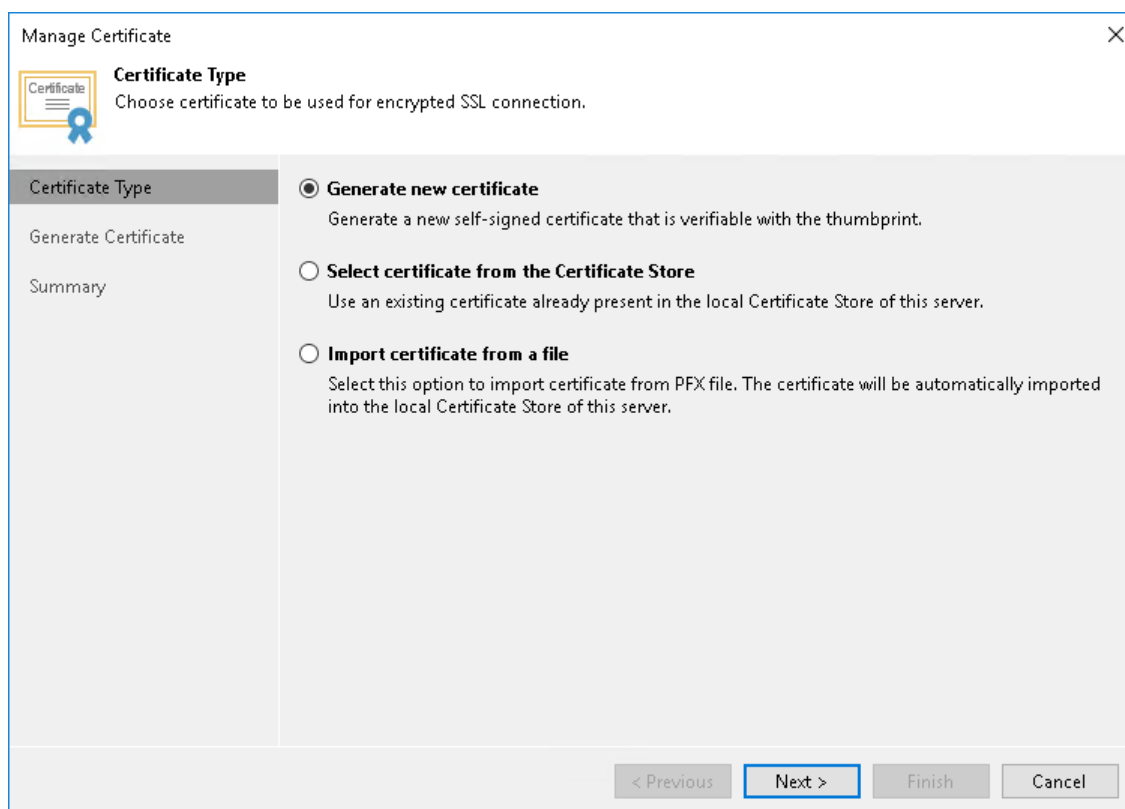 Manage Certificate
Certificate
Certificate Type
Choose certificate to be used for encrypted SSL connection.
Certificate Type
Generate Certificate
Summary
Generate new certificate
Generate a new self-signed certificate that is verifiable with the thumbprint.
Select certificate from the Certificate Store
Use an existing certificate already present in the local Certificate Store of this server.
Import certificate from a file
Select this option to import certificate from PFX file. The certificate will be automatically imported
into the local Certificate Store of this server.
< Previous
Next >
Finish
Cancel